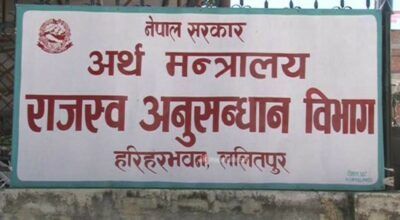 नेपाल सरकार
अर्थ मन्त्रालय
राजस्व अनुसन्धान विभाग
हरिहरभवन, ललितपुर